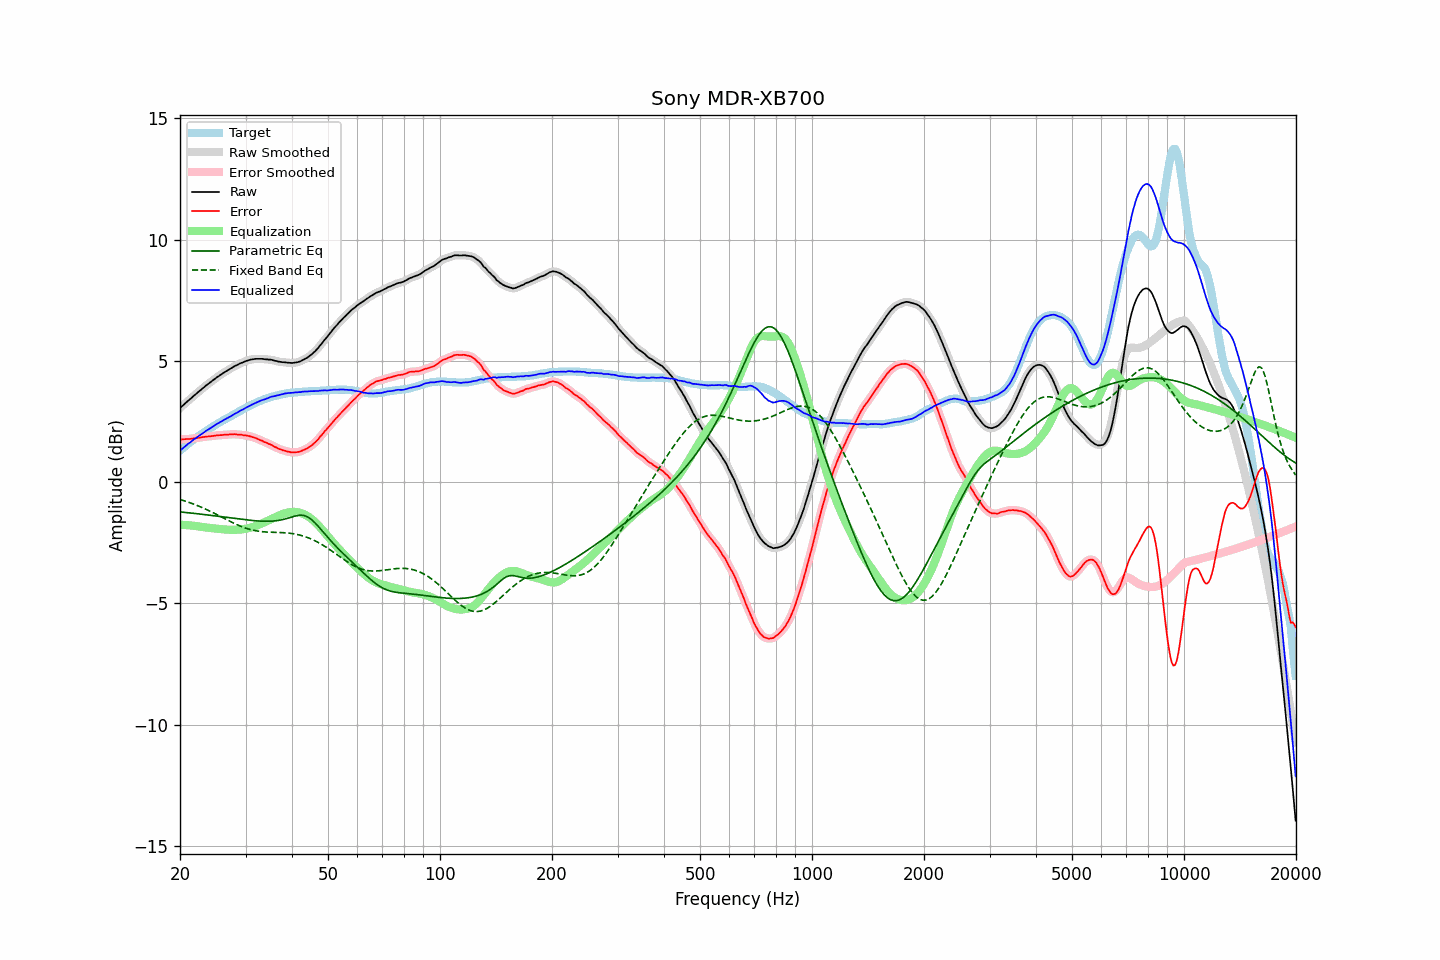 Sony MDR-XB700
Target
Raw Smoothed
Error Smoothed
Raw
Error
Equalization
Parametric Eq
Fixed Band Eq
Equalized
15
10
5
0
−5
−10
−15
Amplitude (dBr)
20
50
100
200
500
1000
2000
5000
10000
20000
Frequency (Hz)